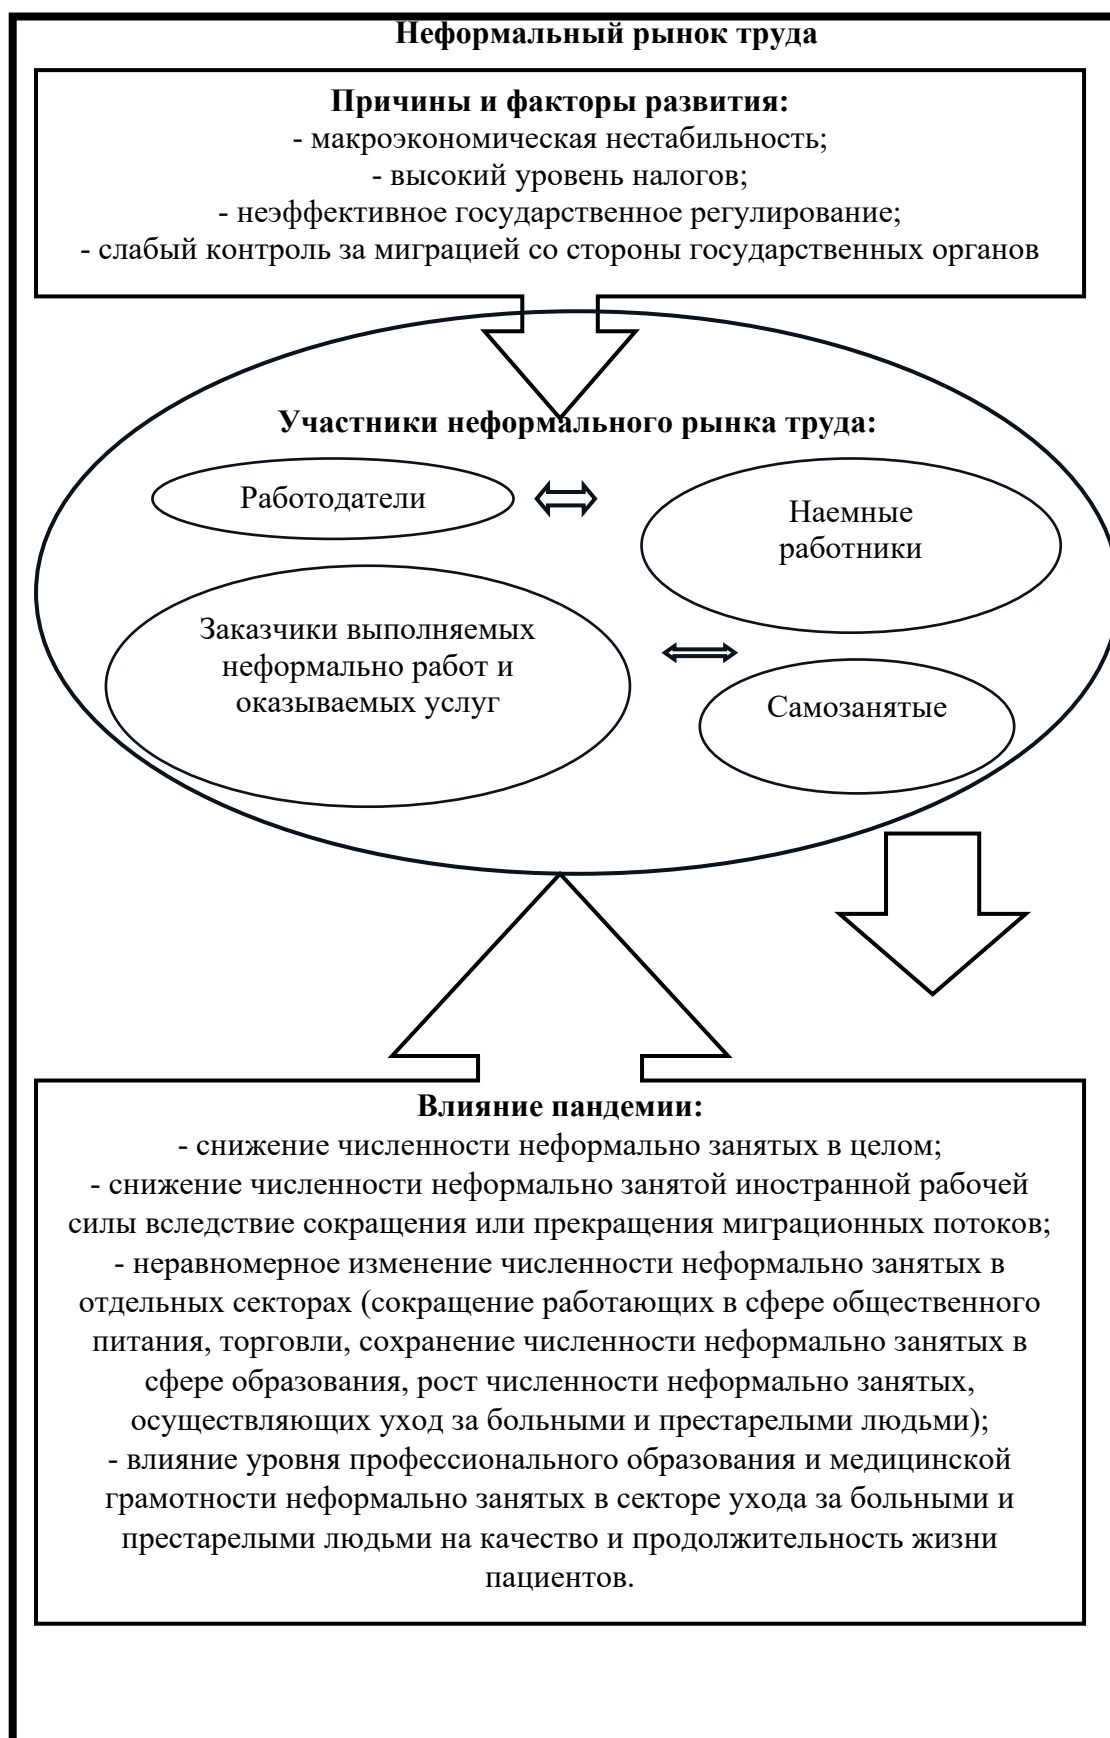 Неформальный рынок труда
Причины и факторы развития:
- макроэкономическая нестабильность;
- высокий уровень налогов;
- неэффективное государственное регулирование;
- слабый контроль за миграцией со стороны государственных органов
Участники неформального рынка труда:
Работодатели
Наемные
работники
Заказчики выполняемых
неформально работ и
оказываемых услуг
Самозанятые
Влияние пандемии:
- снижение численности неформально занятых в целом;
- снижение численности неформально занятой иностранной рабочей
силы вследствие сокращения или прекращения миграционных потоков;
- неравномерное изменение численности неформально занятых в
отдельных секторах (сокращение работающих в сфере общественного
питания, торговли, сохранение численности неформально занятых в
сфере образования, рост численности неформально занятых,
осуществляющих уход за больными и престарелыми людьми);
- влияние уровня профессионального образования и медицинской
грамотности неформально занятых в секторе ухода за больными и
престарелыми людьми на качество и продолжительность жизни
пациентов.